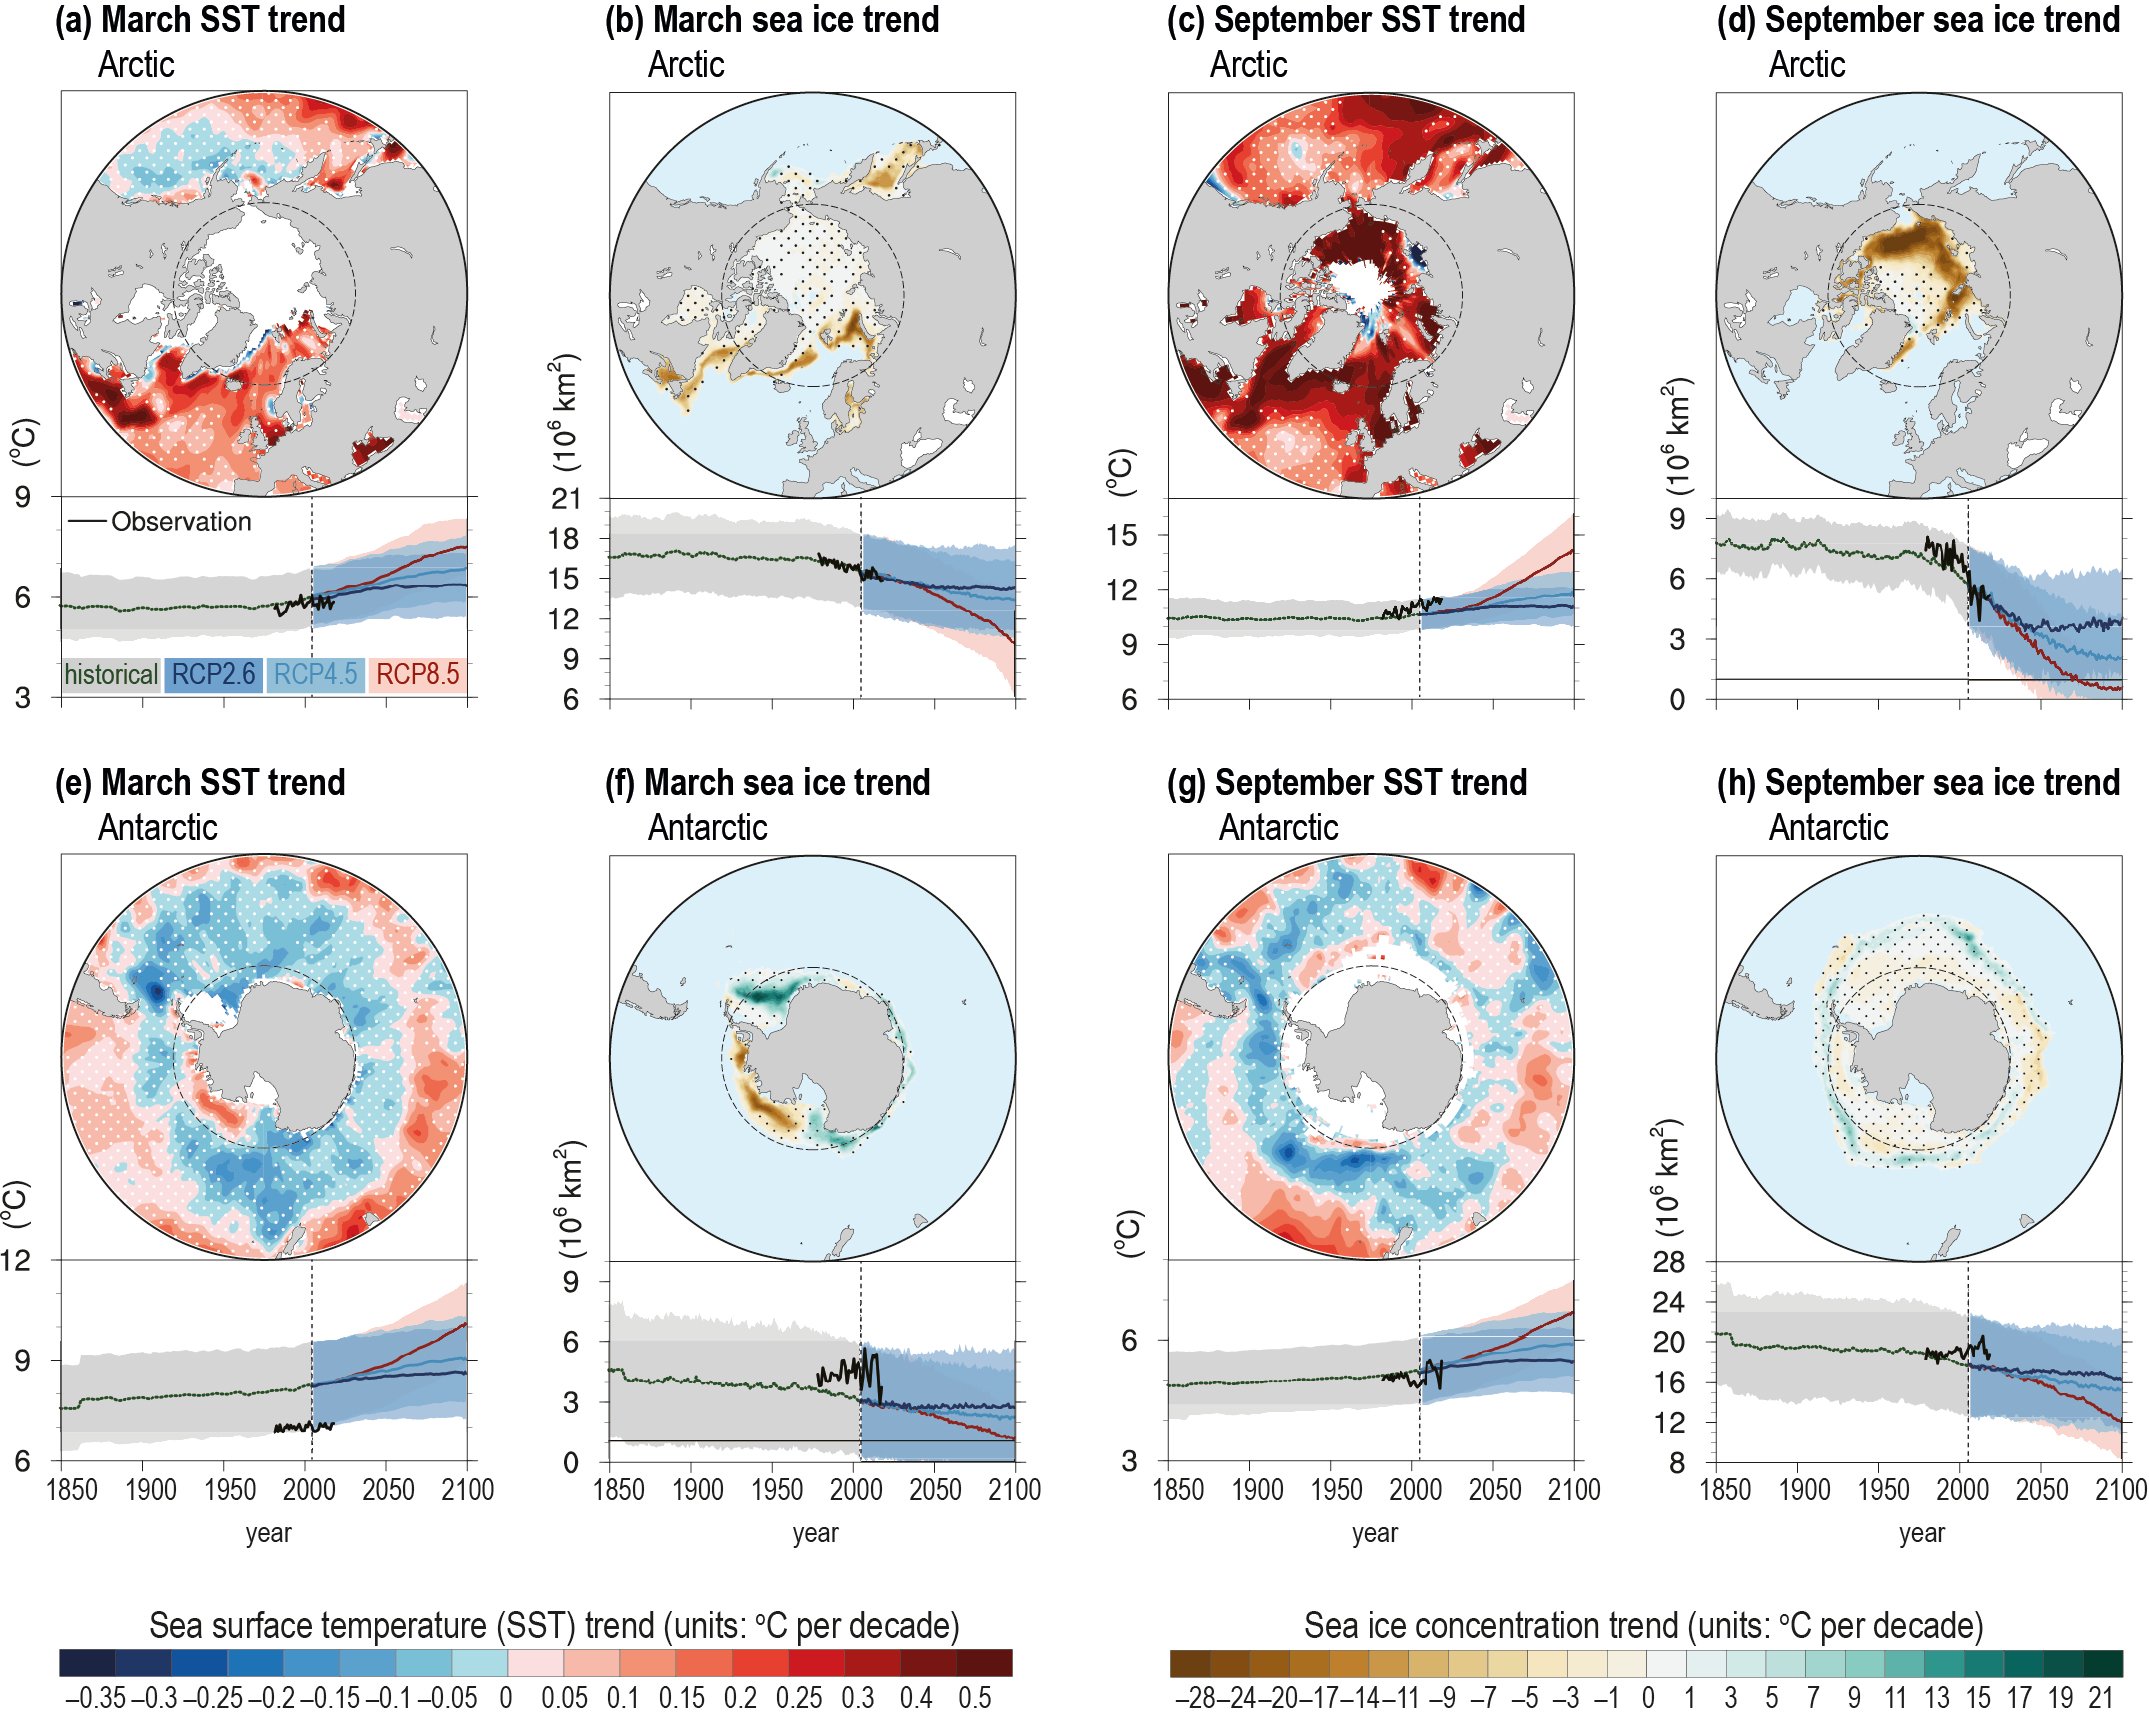 (a) March SST trend
Arctic
(b) March sea ice trend
Arctic
(c) September SST trend
Arctic
(d) September sea ice trend
Arctic
(°C)
9
6
3
Observation
historical
RCP2.6
RCP4.5
RCP8.5
(10⁶ km²)
21
18
15
12
9
6
(°C)
15
12
9
6
(10⁶ km²)
9
6
3
0
(e) March SST trend
Antarctic
(f) March sea ice trend
Antarctic
(g) September SST trend
Antarctic
(h) September sea ice trend
Antarctic
(°C)
12
9
6
1850 1900 1950 2000 2050 2100
year
(10⁶ km²)
9
6
3
0
1850 1900 1950 2000 2050 2100
year
(°C)
6
3
1850 1900 1950 2000 2050 2100
year
(10⁶ km²)
28
24
20
16
12
8
1850 1900 1950 2000 2050 2100
year
Sea surface temperature (SST) trend (units: °C per decade)
–0.35 –0.3 –0.25 –0.2 –0.15 –0.1 –0.05 0 0.05 0.1 0.15 0.2 0.25 0.3 0.4 0.5
Sea ice concentration trend (units: °C per decade)
–28 –24 –20 –17 –14 –11 –9 –7 –5 –3 –1 0 1 3 5 7 9 11 13 15 17 19 21